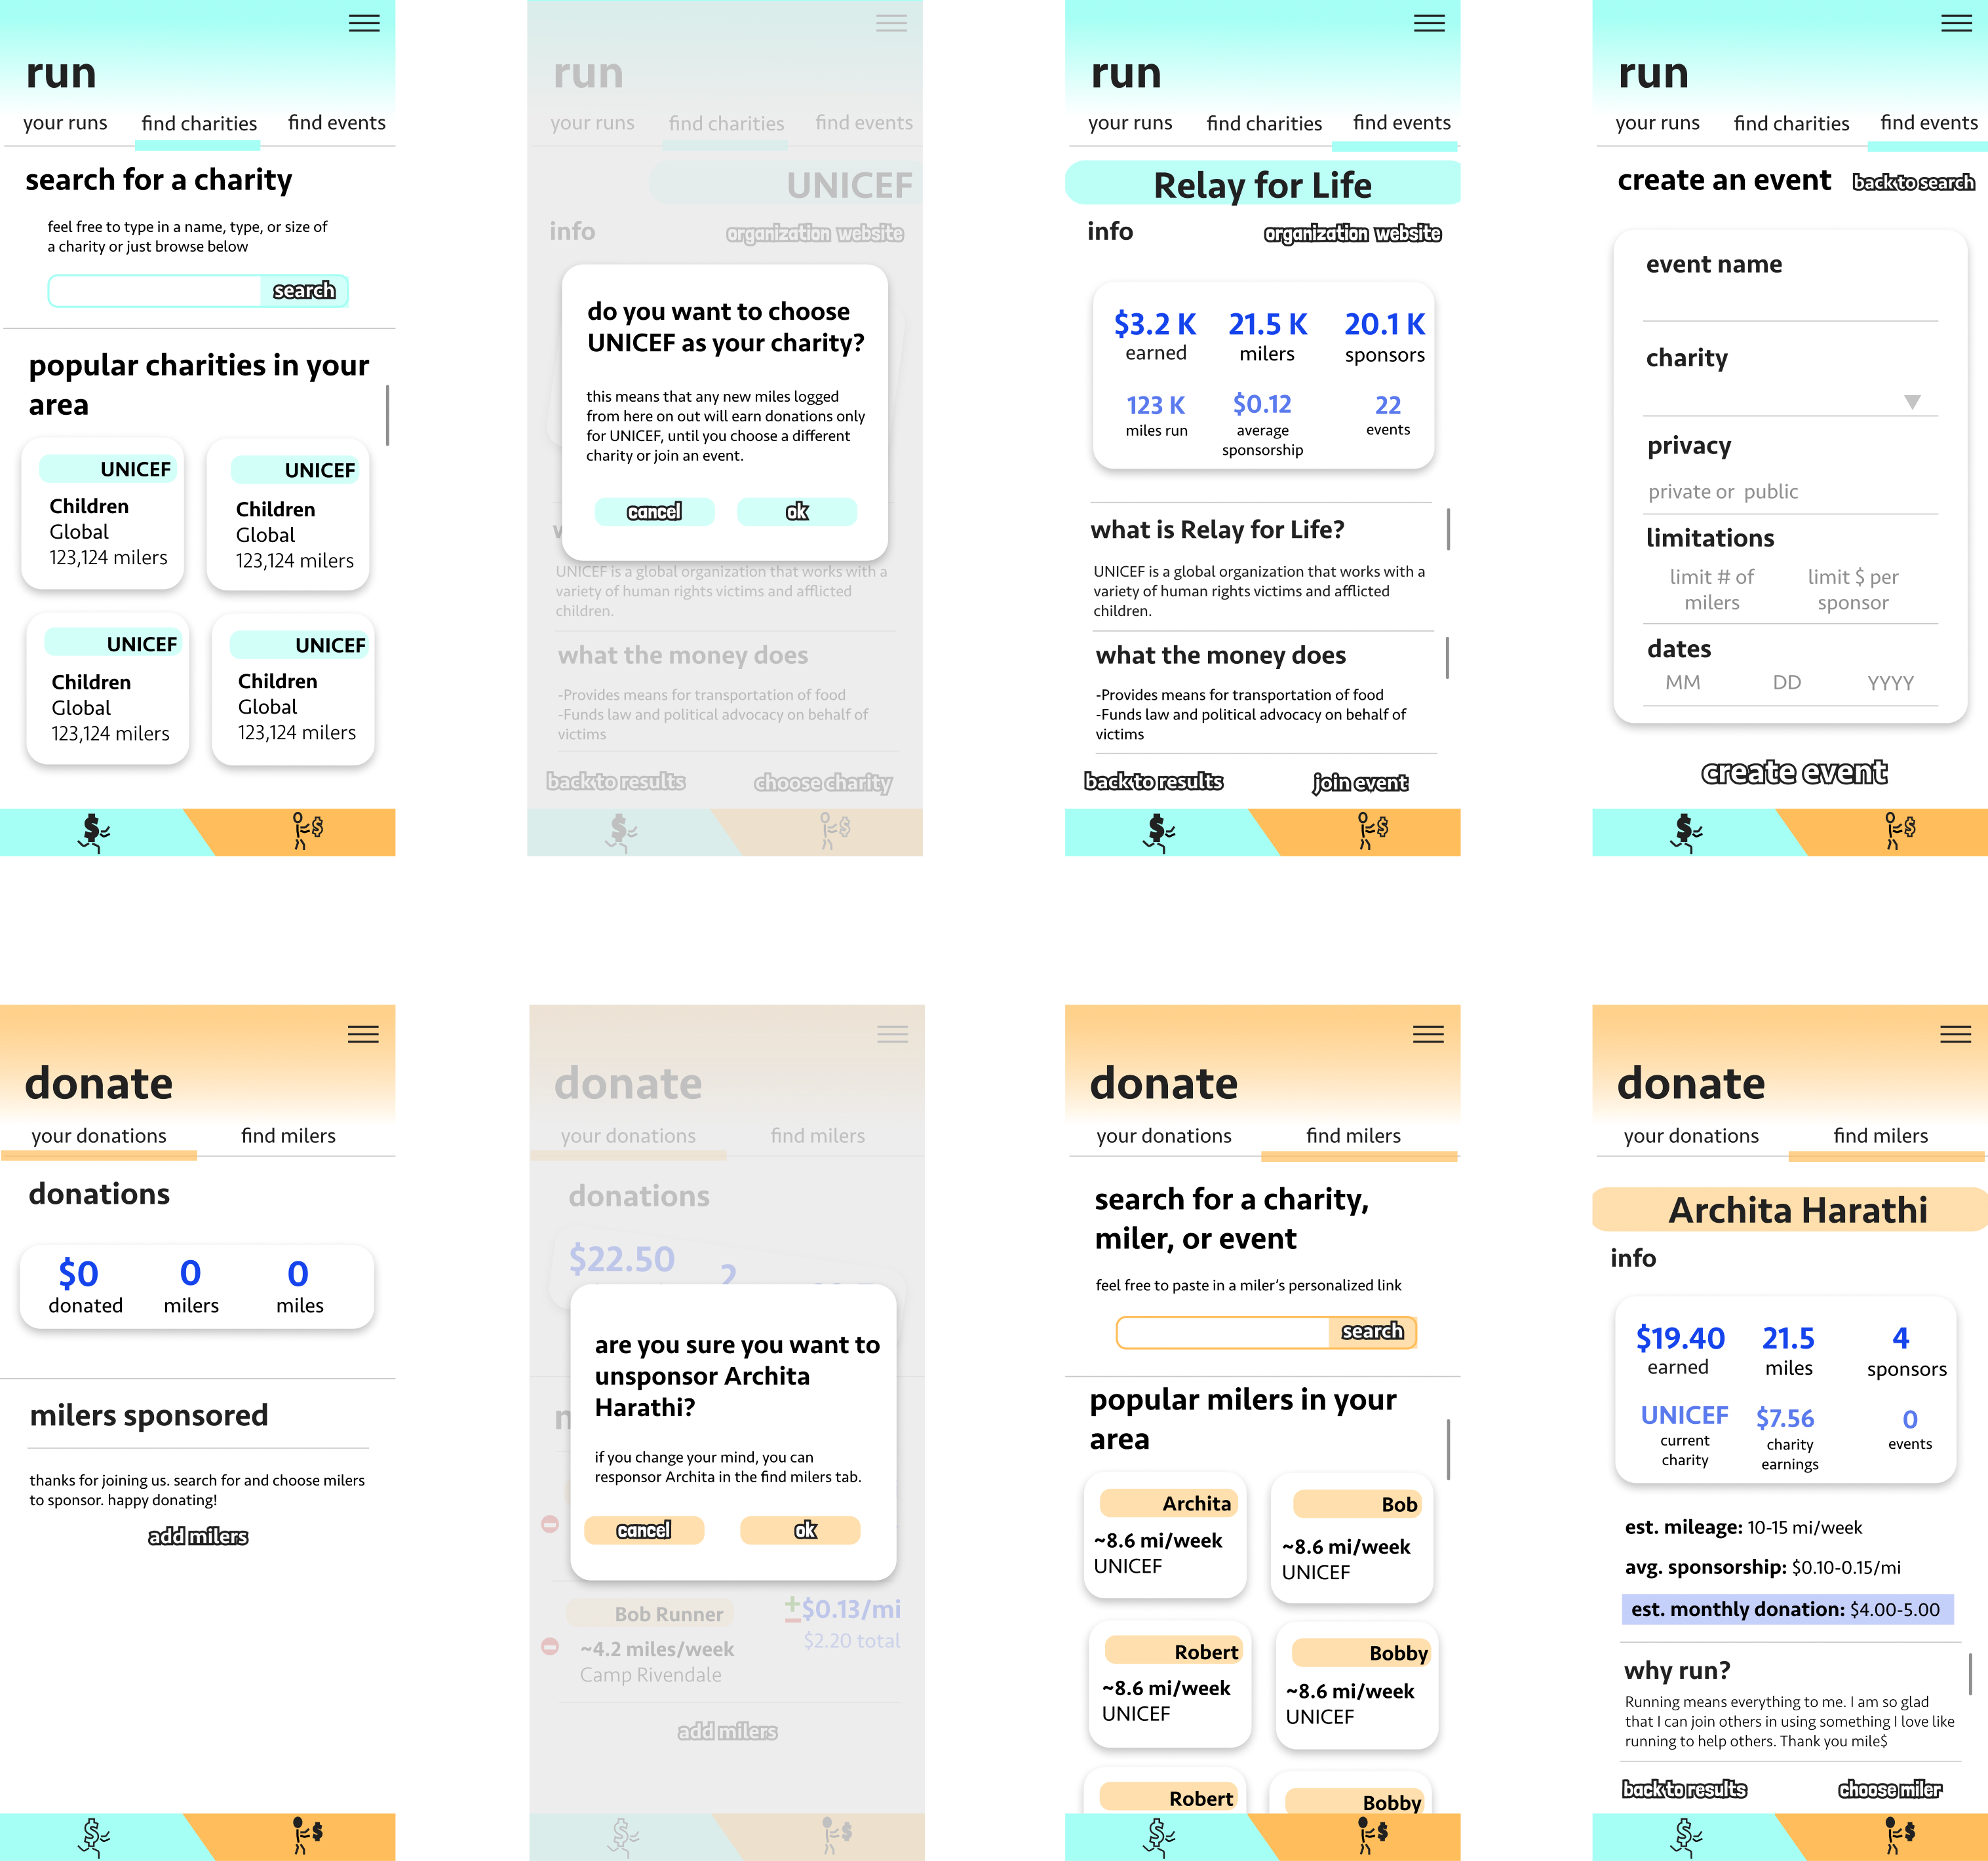 run
your runs find charities find events
search for a charity
feel free to type in a name, type, or size of
a charity or just browse below
search
popular charities in your
area
UNICEF
Children
Global
123,124 milers
UNICEF
Children
Global
123,124 milers
UNICEF
Children
Global
123,124 milers
UNICEF
Children
Global
123,124 milers
run
your runs find charities find events
UNICEF
info organization website
do you want to choose
UNICEF as your charity?
this means that any new miles logged
from here on out will earn donations only
for UNICEF, until you choose a different
charity or join an event.
cancel ok
w
UNICEF is a global organization that works with a
variety of human rights victims and afflicted
children.
what the money does
-Provides means for transportation of food
-Funds law and political advocacy on behalf of
victims
back to results choose charity
run
your runs find charities find events
Relay for Life
info organization website
$3.2 K 21.5 K 20.1 K
earned milers sponsors
123 K $0.12 22
miles run average events
sponsorship
what is Relay for Life?
UNICEF is a global organization that works with a
variety of human rights victims and afflicted
children.
what the money does
-Provides means for transportation of food
-Funds law and political advocacy on behalf of
victims
back to results join event
run
your runs find charities find events
create an event back to search
event name
charity
privacy
private or public
limitations
limit # of limit $ per
milers sponsor
dates
MM DD YYYY
create event
donate
your donations find milers
donations
$0 0 0
donated milers miles
milers sponsored
thanks for joining us. search for and choose milers
to sponsor. happy donating!
add milers
donate
your donations find milers
donations
$22.50 2
are you sure you want to
unsponsor Archita
Harathi?
if you change your mind, you can
responsor Archita in the find milers tab.
cancel ok
m
Bob Runner $0.13/mi
~4.2 miles/week $2.20 total
Camp Rivendale
add milers
donate
your donations find milers
search for a charity,
miler, or event
feel free to paste in a miler's personalized link
search
popular milers in your
area
Archita
~8.6 mi/week
UNICEF
Bob
~8.6 mi/week
UNICEF
Robert
~8.6 mi/week
UNICEF
Bobby
~8.6 mi/week
UNICEF
Robert
Bobby
donate
your donations find milers
Archita Harathi
info
$19.40 21.5 4
earned miles sponsors
UNICEF $7.56 0
current charity events
charity earnings
est. mileage: 10-15 mi/week
avg. sponsorship: $0.10-0.15/mi
est. monthly donation: $4.00-5.00
why run?
Running means everything to me. I am so glad
that I can join others in using something I love like
running to help others. Thank you mile$
back to results choose miler